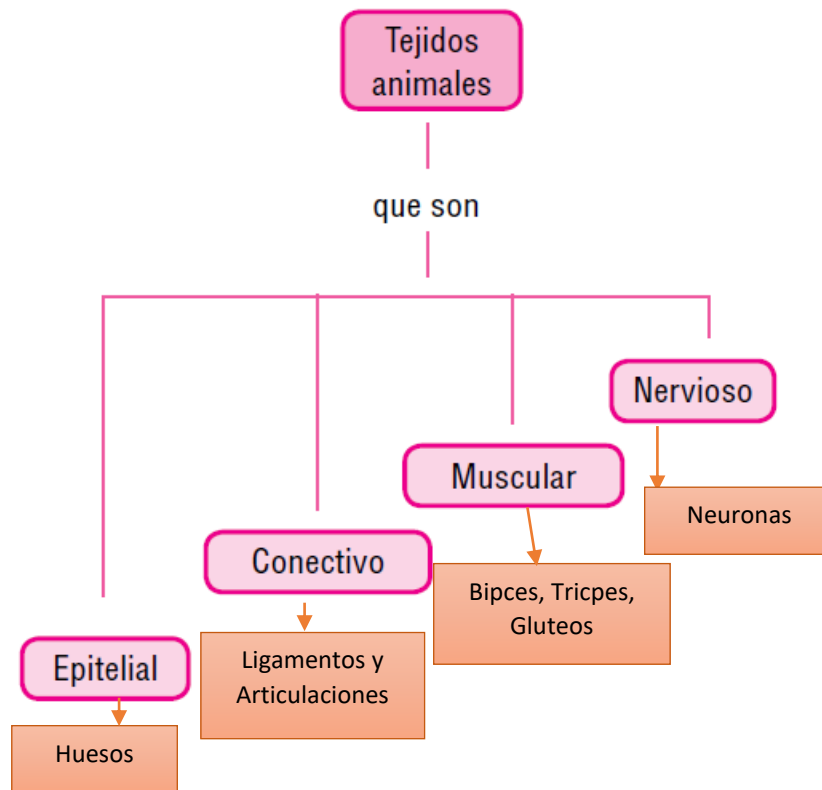 Tejidos
animales
que son
Nervioso
Neuronas
Muscular
Bipces, Tricpes,
Gluteos
Conectivo
Ligamentos y
Articulaciones
Epitelial
Huesos